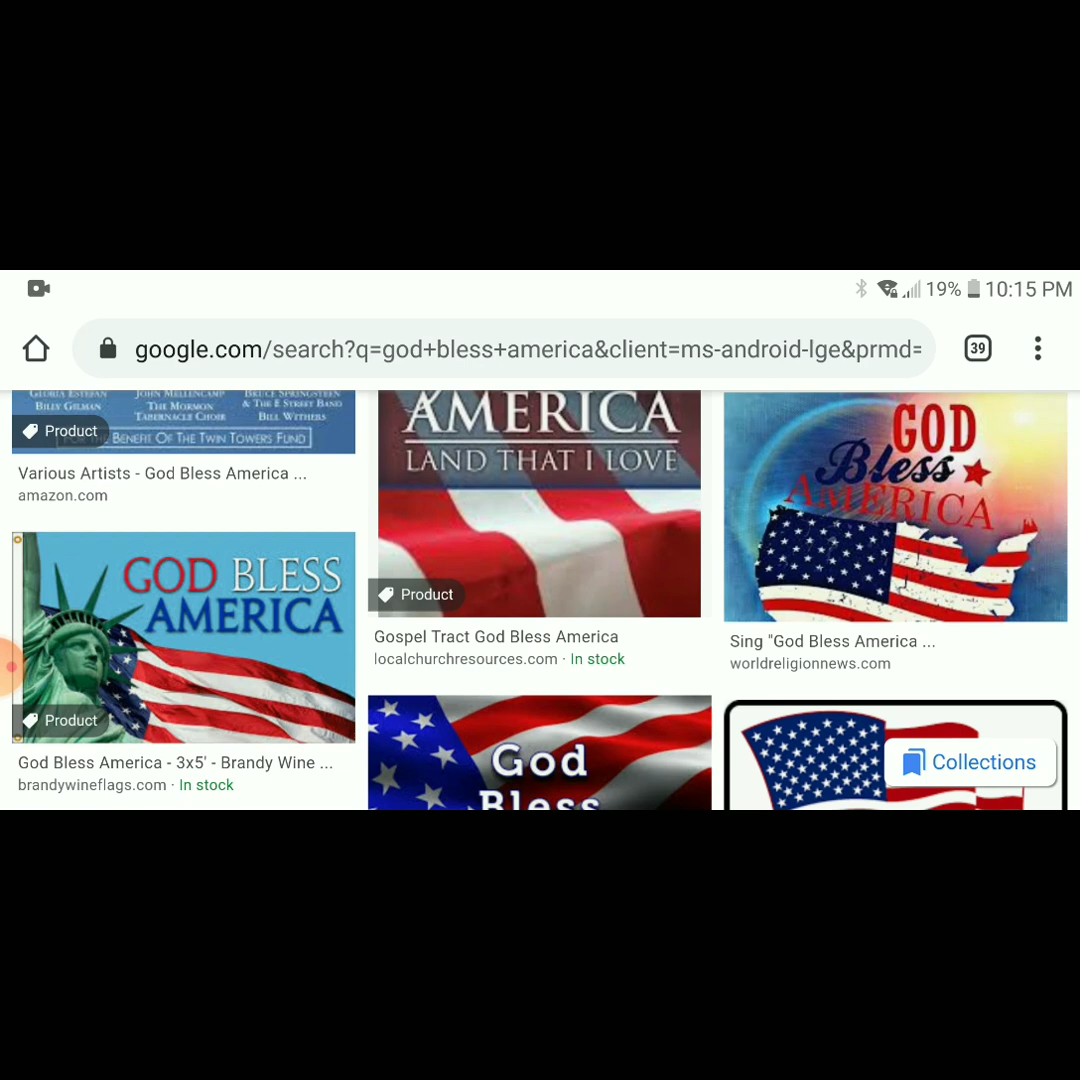 19% 10:15 PM
google.com/search?q=god+bless+america&client=ms-android-lge&prmd=
39
GLORIA ESTEFAN JOHN MELLENCAMP BRUCE SPRINGSTEEN
BILLY GILMAN THE MORMON & THE E STREET BAND
TABERNACLE CHOIR BILL WITHERS
BENEFIT OF THE TWIN TOWERS FUND
Product
Various Artists - God Bless America ...
amazon.com
GOD BLESS
AMERICA
Product
God Bless America - 3x5' - Brandy Wine ...
brandywineflags.com · In stock
AMERICA
LAND THAT I LOVE
Product
Gospel Tract God Bless America
localchurchresources.com · In stock
God
Bless
GOD
Bless
AMERICA
Sing "God Bless America ...
worldreligionnews.com
Collections